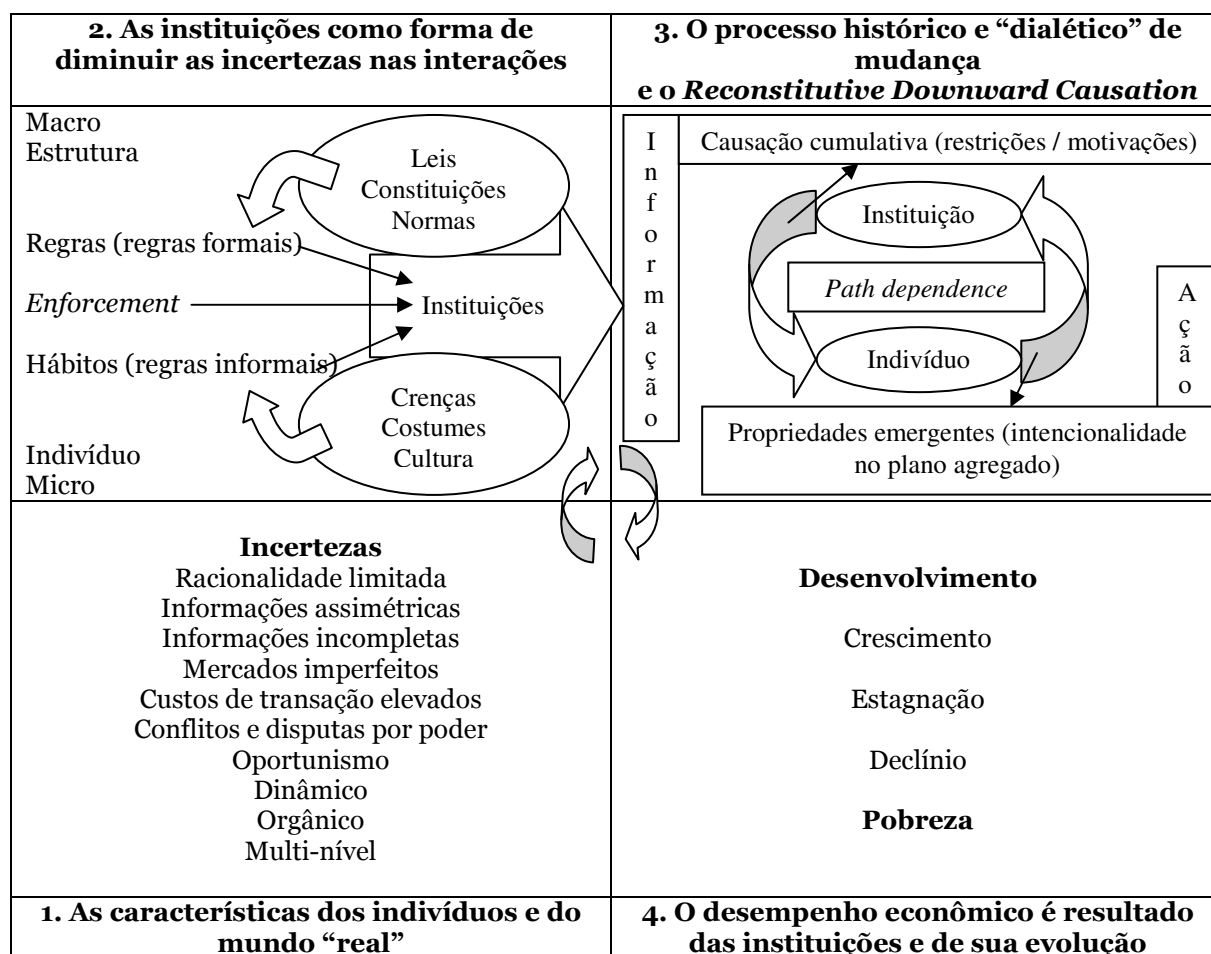 2. As instituições como forma de
diminuir as incertezas nas interações
3. O processo histórico e “dialético” de
mudança
e o Reconstitutive Downward Causation
Macro
Estrutura
Leis
Constituições
Normas
Regras (regras formais)
Enforcement
Instituições
Hábitos (regras informais)
Crenças
Costumes
Cultura
Indivíduo
Micro
I
n
f
o
r
m
a
ç
ã
o
Causação cumulativa (restrições / motivações)
Instituição
Path dependence
Indivíduo
A
ç
ã
o
Propriedades emergentes (intencionalidade
no plano agregado)
Incertezas
Racionalidade limitada
Informações assimétricas
Informações incompletas
Mercados imperfeitos
Custos de transação elevados
Conflitos e disputas por poder
Oportunismo
Dinâmico
Orgânico
Multi-nível
Desenvolvimento
Crescimento
Estagnação
Declínio
Pobreza
1. As características dos indivíduos e do
mundo “real”
4. O desempenho econômico é resultado
das instituições e de sua evolução